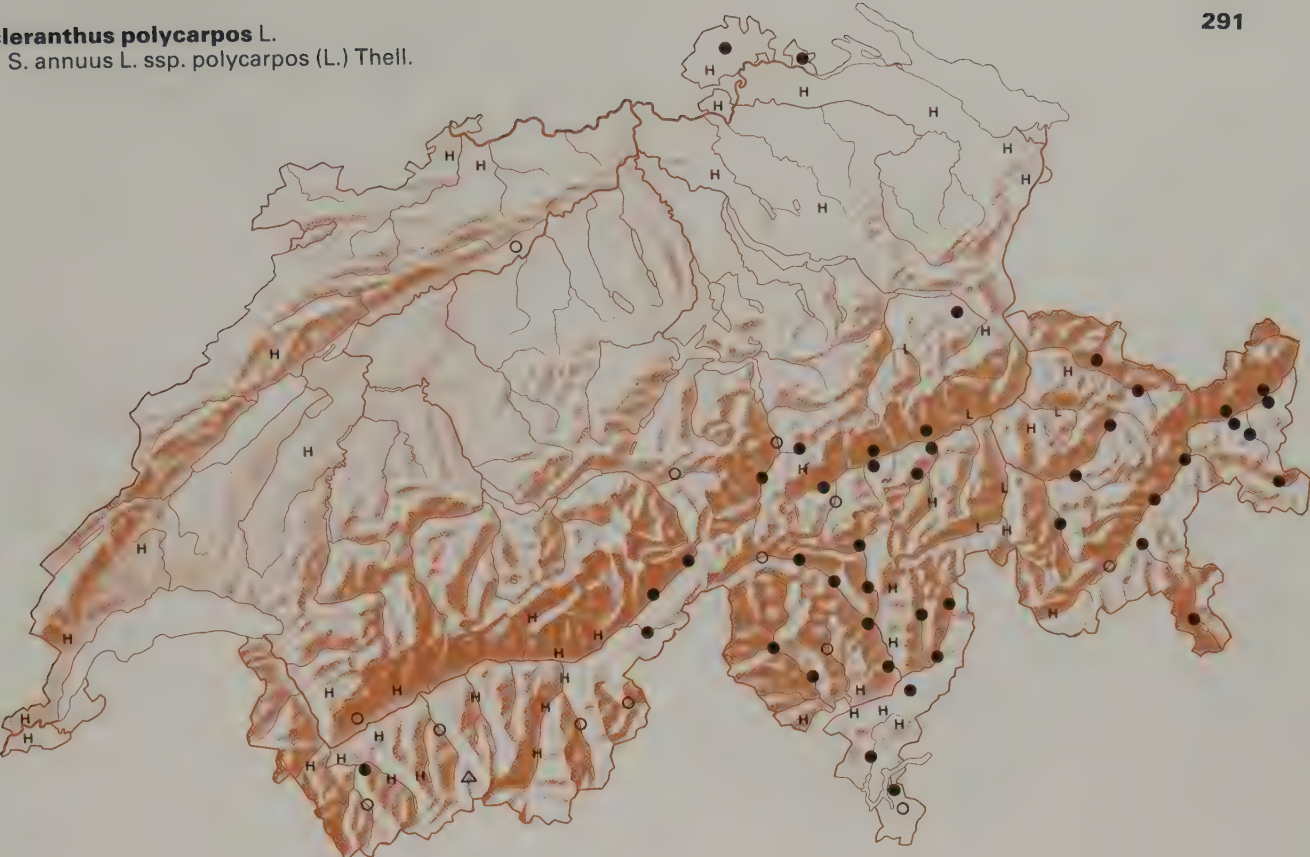 leranthus polycarpos L.
S. annuus L. ssp. polycarpos (L.) Thell.
291